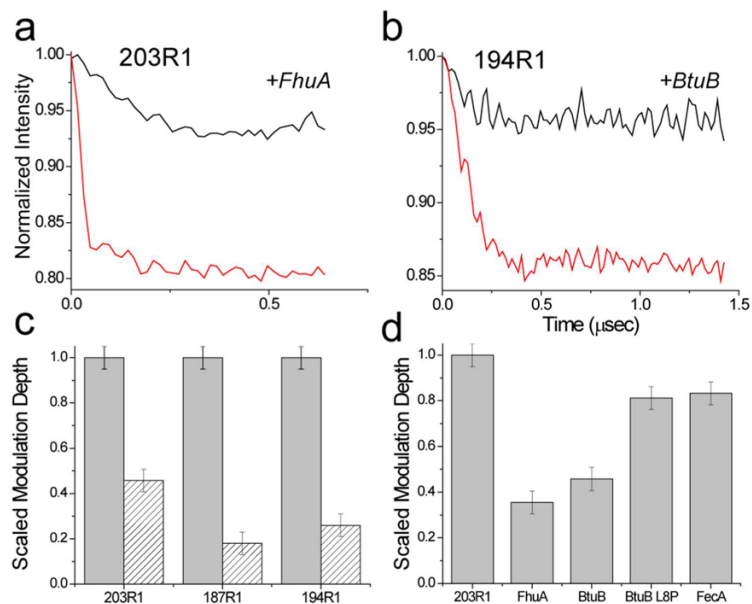 a
203R1
+FhuA
1.00
0.95
0.90
0.85
0.80
Normalized Intensity
0.0
0.5
b
194R1
+BtuB
1.00
0.95
0.90
0.85
0.0
0.5
1.0
1.5
Time (μsec)
c
Scaled Modulation Depth
1.0
0.8
0.6
0.4
0.2
0.0
203R1
187R1
194R1
d
Scaled Modulation Depth
1.0
0.8
0.6
0.4
0.2
0.0
203R1
FhuA
BtuB
BtuB L8P
FecA